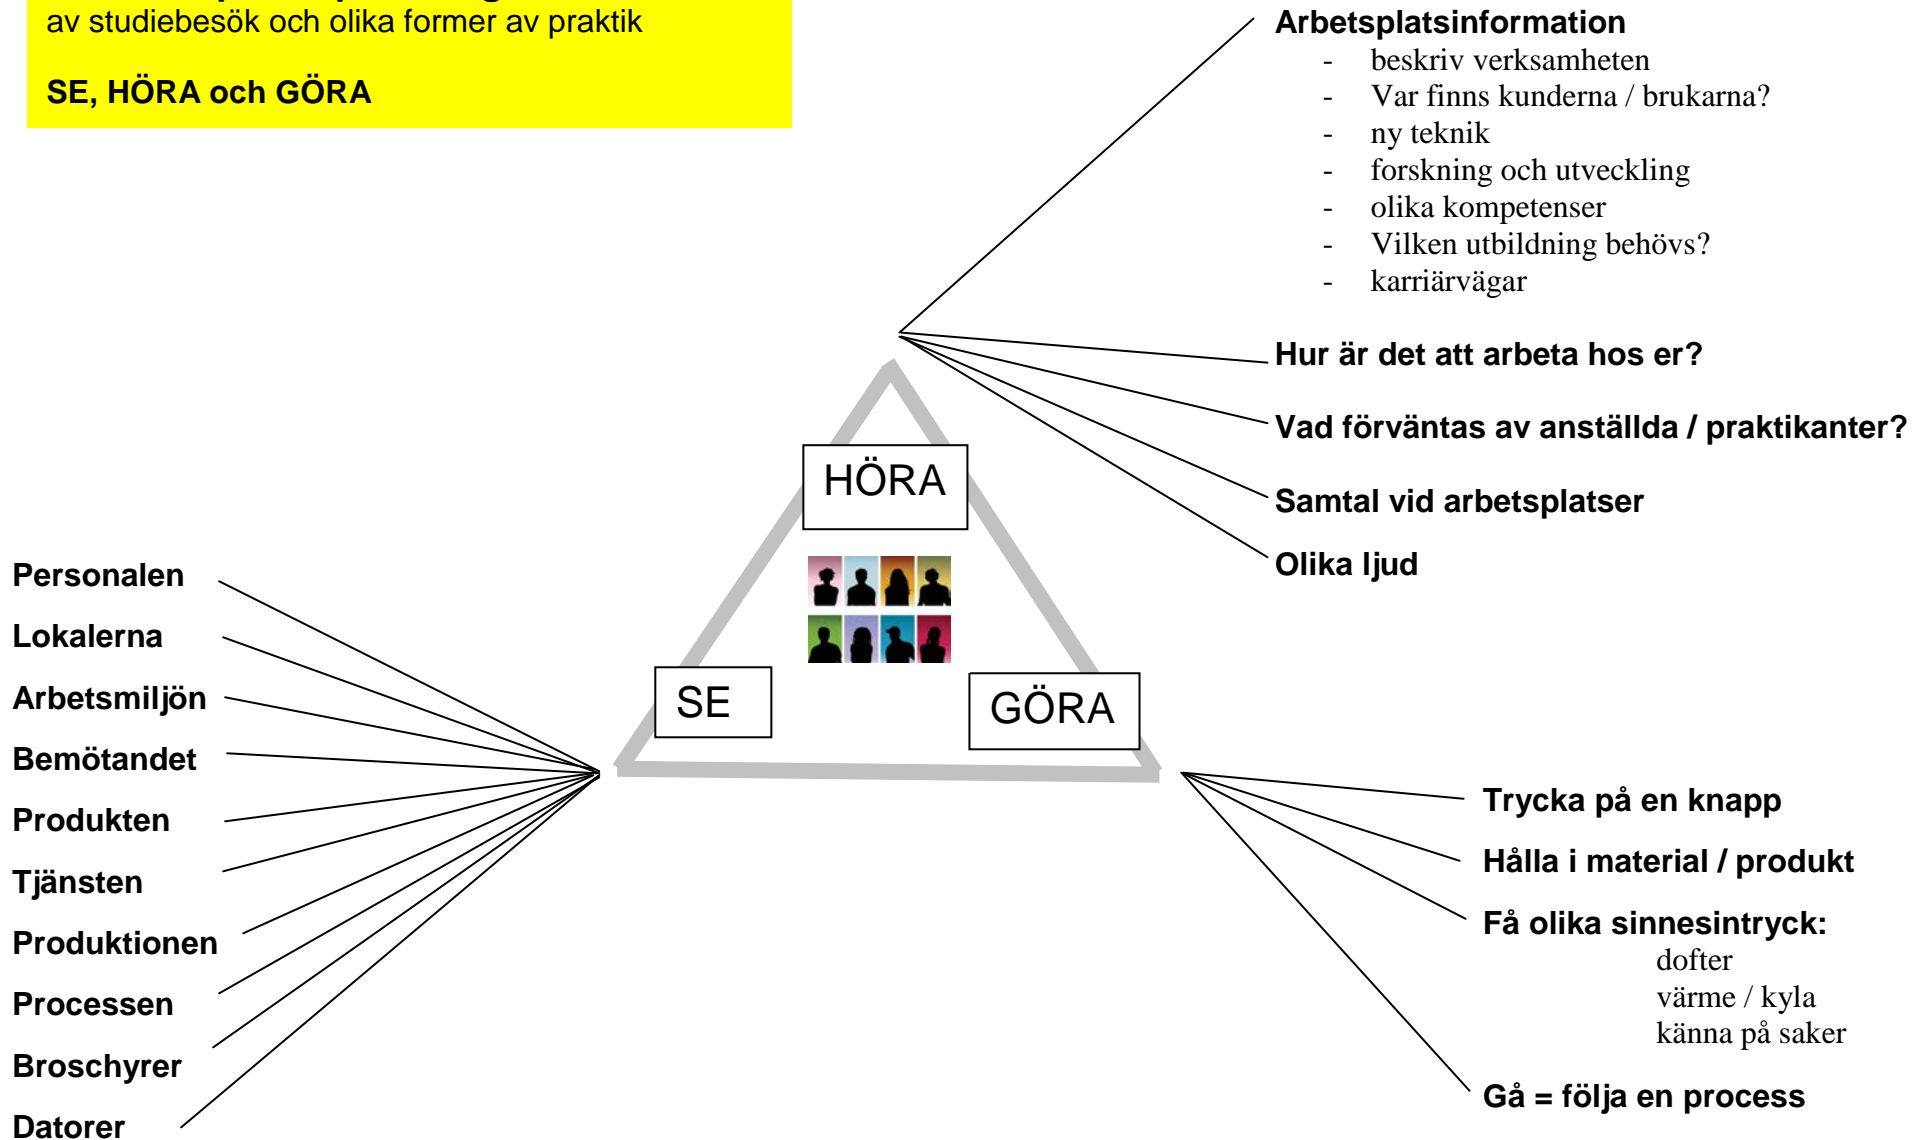 av studiebesök och olika former av praktik
SE, HÖRA och GÖRA
Arbetsplatsinformation
- beskriv verksamheten
- Var finns kunderna / brukarna?
- ny teknik
- forskning och utveckling
- olika kompetenser
- Vilken utbildning behövs?
- karriärvägar
Hur är det att arbeta hos er?
Vad förväntas av anställda / praktikanter?
Samtal vid arbetsplatser
Olika ljud
HÖRA
SE
GÖRA
Personalen
Lokalerna
Arbetsmiljön
Bemötandet
Produkten
Tjänsten
Produktionen
Processen
Broschyrer
Datorer
Trycka på en knapp
Hålla i material / produkt
Få olika sinnesintryck:
dofter
värme / kyla
känna på saker
Gå = följa en process